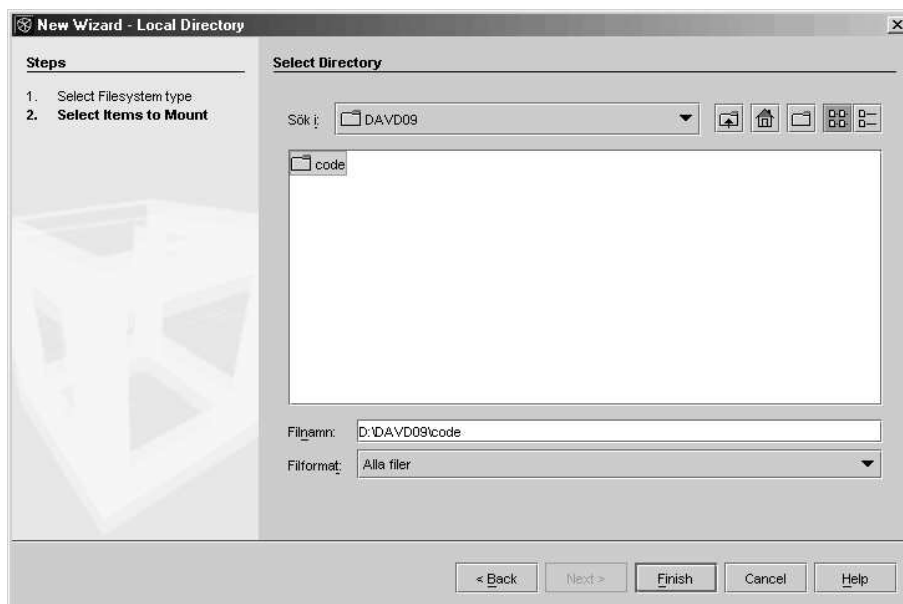 New Wizard - Local Directory
Steps
1. Select Filesystem type
2. Select Items to Mount
Select Directory
Sök i: DAVD09
code
Filnamn: D:\DAVD09\code
Filformat: Alla filer
< Back Next > Finish Cancel Help